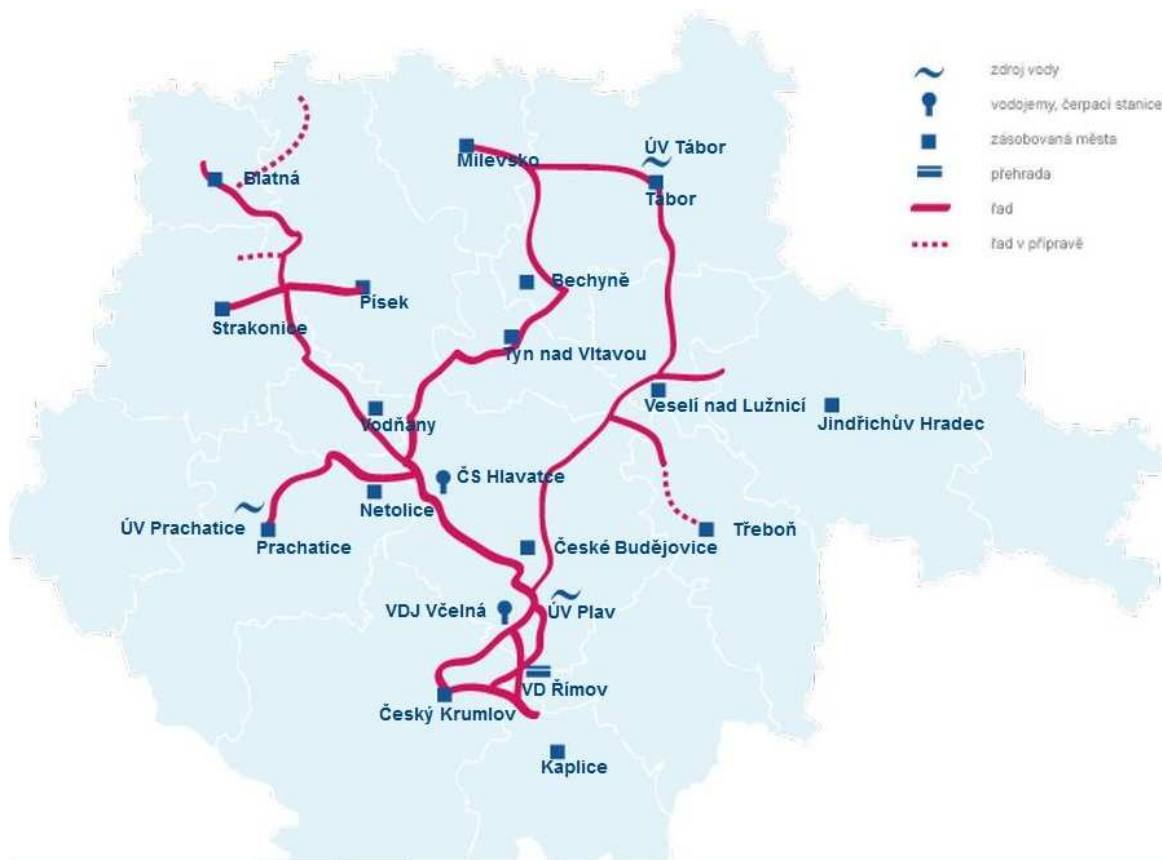 zdroj vody
vodojemy, čerpací stanice
zásobovaná města
přehrada
řad
řad v přípravě
Milevsko
ÚV Tábor
Tábor
Blatná
Bechyně
Písek
Strakonice
Týn nad Vltavou
Veselí nad Lužnicí
Jindřichův Hradec
Vodňany
ČS Hlavatce
Netolice
ÚV Prachatice
Prachatice
České Budějovice
Třeboň
VDJ Včelná
ÚV Plav
VD Římov
Český Krumlov
Kaplice